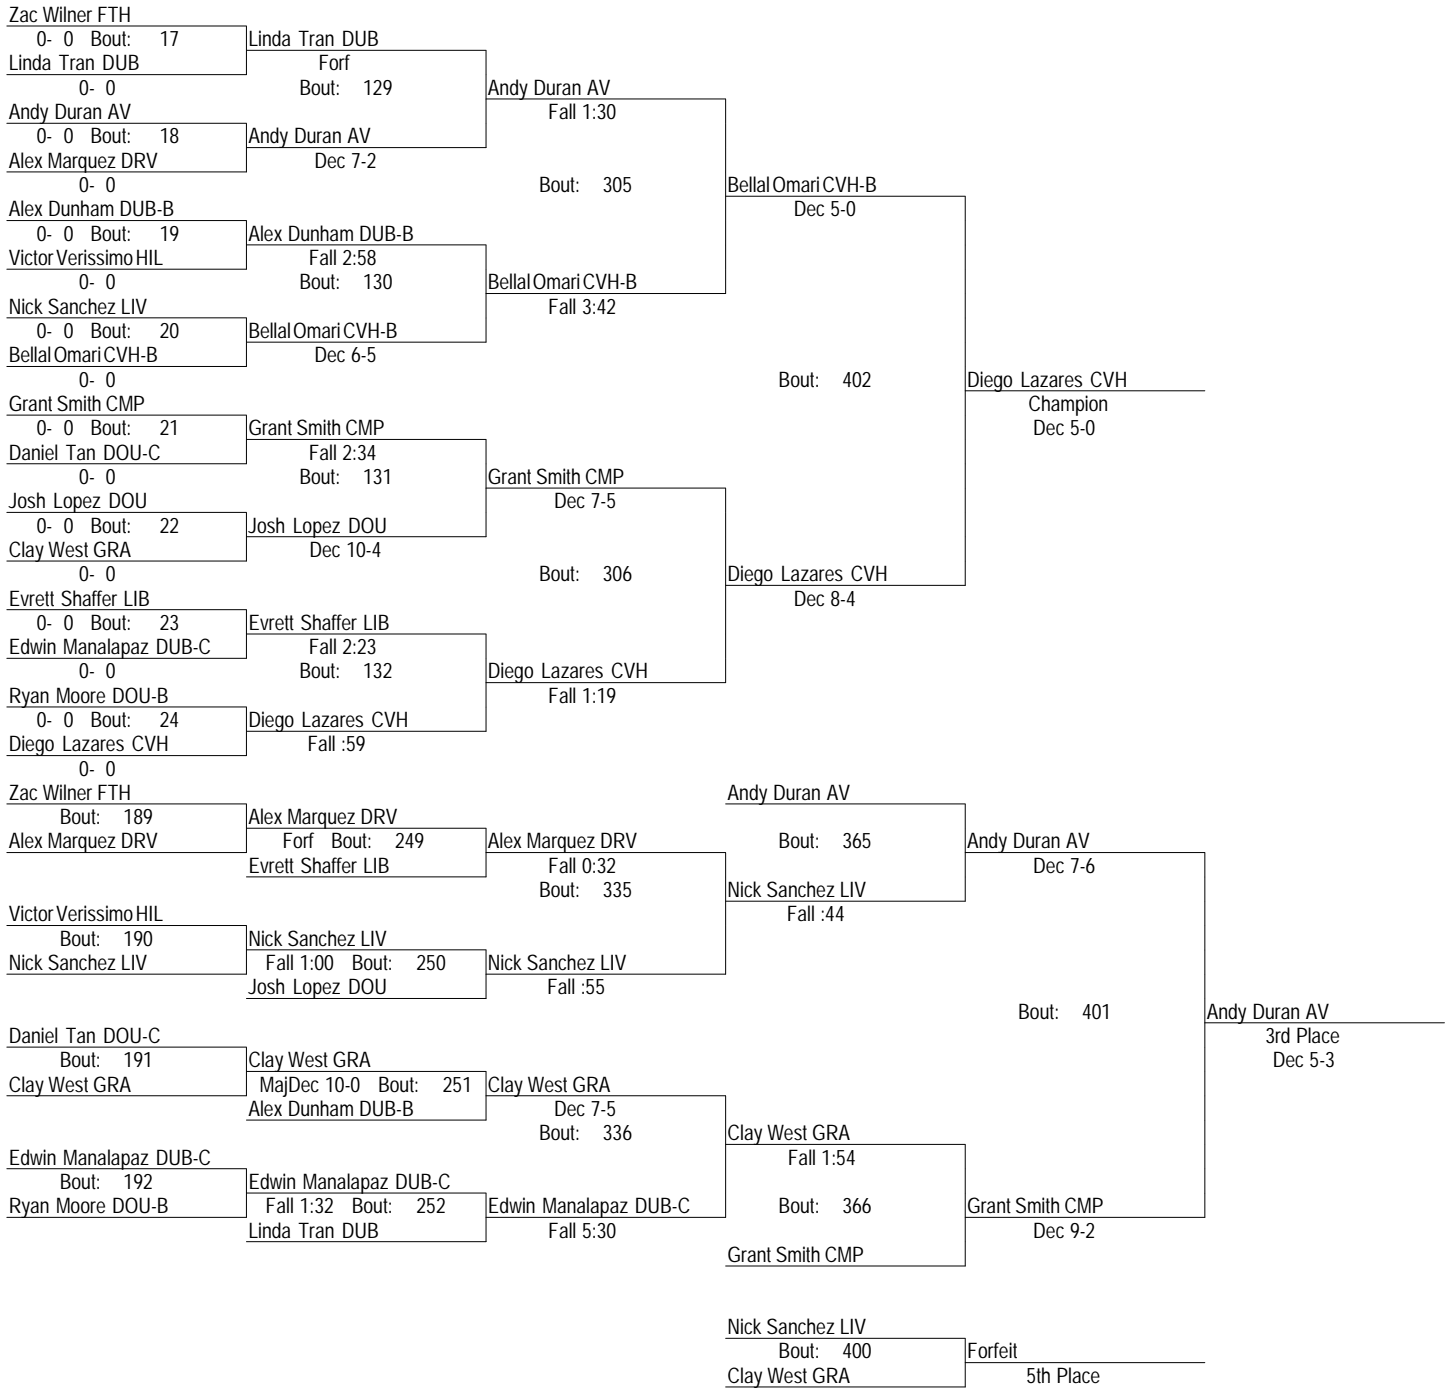 Zac Wilner FTH
0- 0 Bout: 17 Linda Tran DUB
Linda Tran DUB Forf
0- 0 Bout: 129 Andy Duran AV
Andy Duran AV Fall 1:30
0- 0 Bout: 18 Andy Duran AV
Alex Marquez DRV Dec 7-2
0- 0 Bout: 305 Bellal Omari CVH-B
Alex Dunham DUB-B Dec 5-0
0- 0 Bout: 19 Alex Dunham DUB-B
Victor Verissimo HIL Fall 2:58
0- 0 Bout: 130 Bellal Omari CVH-B
Nick Sanchez LIV Fall 3:42
0- 0 Bout: 20 Bellal Omari CVH-B
Bellal Omari CVH-B Dec 6-5
0- 0 Bout: 402 Diego Lazares CVH
Grant Smith CMP Champion
0- 0 Bout: 21 Grant Smith CMP Dec 5-0
Daniel Tan DOU-C Fall 2:34
0- 0 Bout: 131 Grant Smith CMP
Josh Lopez DOU Dec 7-5
0- 0 Bout: 22 Josh Lopez DOU
Clay West GRA Dec 10-4
0- 0 Bout: 306 Diego Lazares CVH
Evrett Shaffer LIB Dec 8-4
0- 0 Bout: 23 Evrett Shaffer LIB
Edwin Manalapaz DUB-C Fall 2:23
0- 0 Bout: 132 Diego Lazares CVH
Ryan Moore DOU-B Fall 1:19
0- 0 Bout: 24 Diego Lazares CVH
Diego Lazares CVH Fall :59
0- 0
Zac Wilner FTH Andy Duran AV
Bout: 189 Alex Marquez DRV
Alex Marquez DRV Forf Bout: 249 Alex Marquez DRV Bout: 365 Andy Duran AV
Evrett Shaffer LIB Fall 0:32 Dec 7-6
Bout: 335 Nick Sanchez LIV
Victor Verissimo HIL Fall :44
Bout: 190 Nick Sanchez LIV
Nick Sanchez LIV Fall 1:00 Bout: 250 Nick Sanchez LIV
Josh Lopez DOU Fall :55
Bout: 401 Andy Duran AV
Daniel Tan DOU-C 3rd Place
Bout: 191 Clay West GRA Dec 5-3
Clay West GRA MajDec 10-0 Bout: 251 Clay West GRA
Alex Dunham DUB-B Dec 7-5
Bout: 336 Clay West GRA
Edwin Manalapaz DUB-C Fall 1:54
Bout: 192 Edwin Manalapaz DUB-C
Ryan Moore DOU-B Fall 1:32 Bout: 252 Edwin Manalapaz DUB-C Bout: 366 Grant Smith CMP
Linda Tran DUB Fall 5:30 Dec 9-2
Grant Smith CMP
Nick Sanchez LIV
Bout: 400 Forfeit
Clay West GRA 5th Place